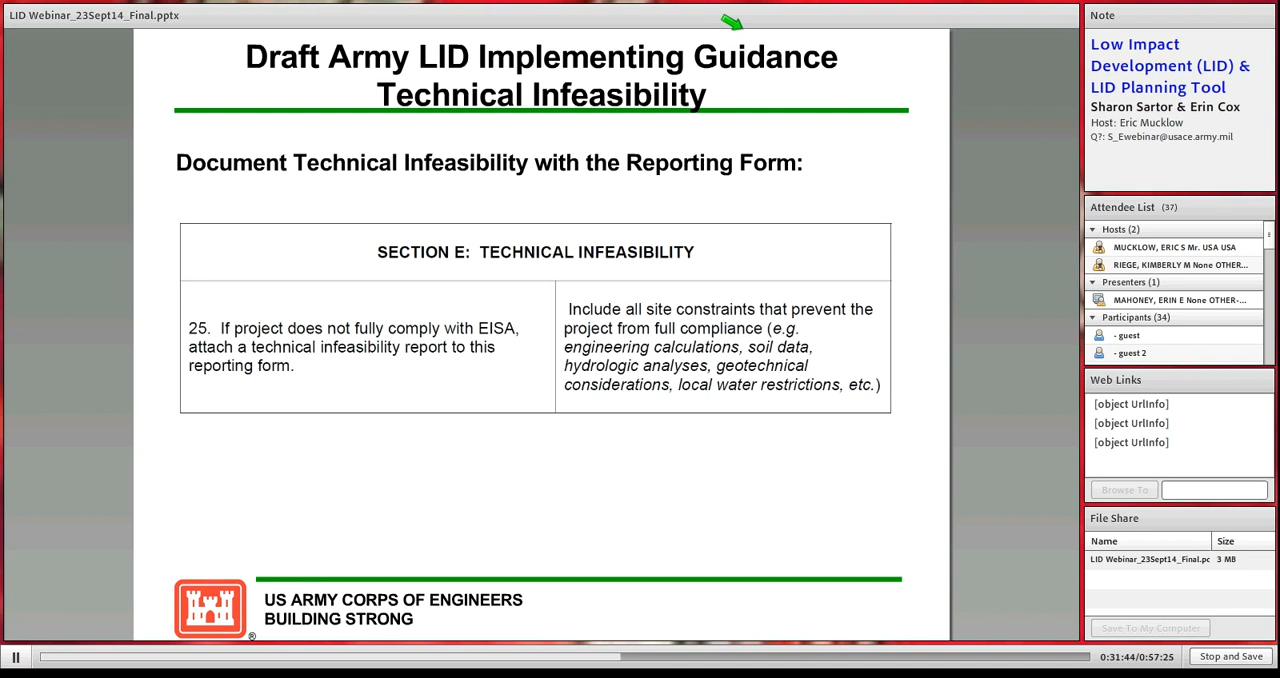 LID Webinar_23Sept14_Final.pptx
Draft Army LID Implementing Guidance
Technical Infeasibility
Document Technical Infeasibility with the Reporting Form:
SECTION E: TECHNICAL INFEASIBILITY
25. If project does not fully comply with EISA,
attach a technical infeasibility report to this
reporting form.
Include all site constraints that prevent the
project from full compliance (e.g.
engineering calculations, soil data,
hydrologic analyses, geotechnical
considerations, local water restrictions, etc.)
US ARMY CORPS OF ENGINEERS
BUILDING STRONG
®
Note
Low Impact
Development (LID) &
LID Planning Tool
Sharon Sartor & Erin Cox
Host: Eric Mucklow
Q?: S_Ewebinar@usace.army.mil
Attendee List (37)
Hosts (2)
MUCKLOW, ERIC S Mr. USA USA
RIEGE, KIMBERLY M None OTHER...
Presenters (1)
MAHONEY, ERIN E None OTHER-...
Participants (34)
- guest
- guest 2
Web Links
[object UrlInfo]
[object UrlInfo]
[object UrlInfo]
Browse To
File Share
Name Size
LID Webinar_23Sept14_Final.pc 3 MB
Save To My Computer
0:31:44/0:57:25
Stop and Save